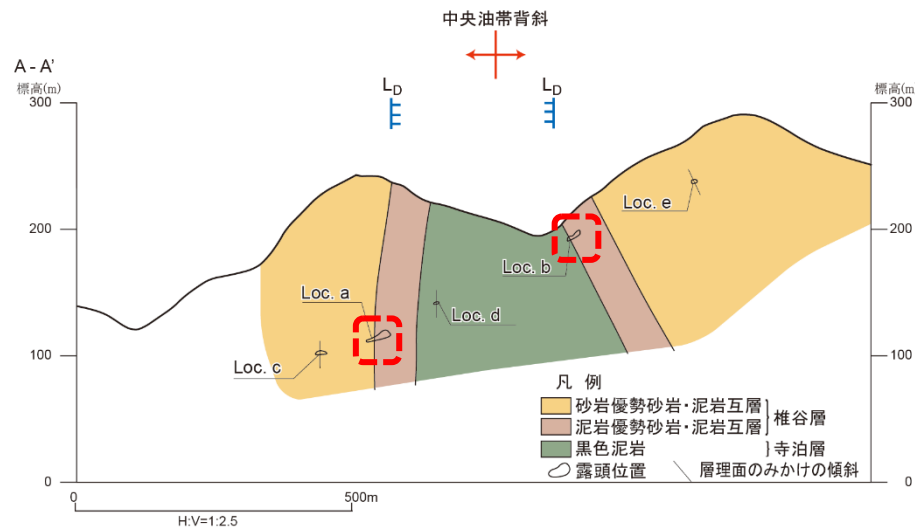 中央油帯背斜
A - A'
標高(m)
標高(m
LD
LD
300
300
200
200
100
100
0
0
Loc. e
Loc. b
Loc. a
Loc. d
Loc. c
凡 例
砂岩優勢砂岩・泥岩互層
泥岩優勢砂岩・泥岩互層
椎谷層
黒色泥岩
寺泊層
露頭位置
層理面のみかけの傾斜
0
500m
H:V=1:2.5